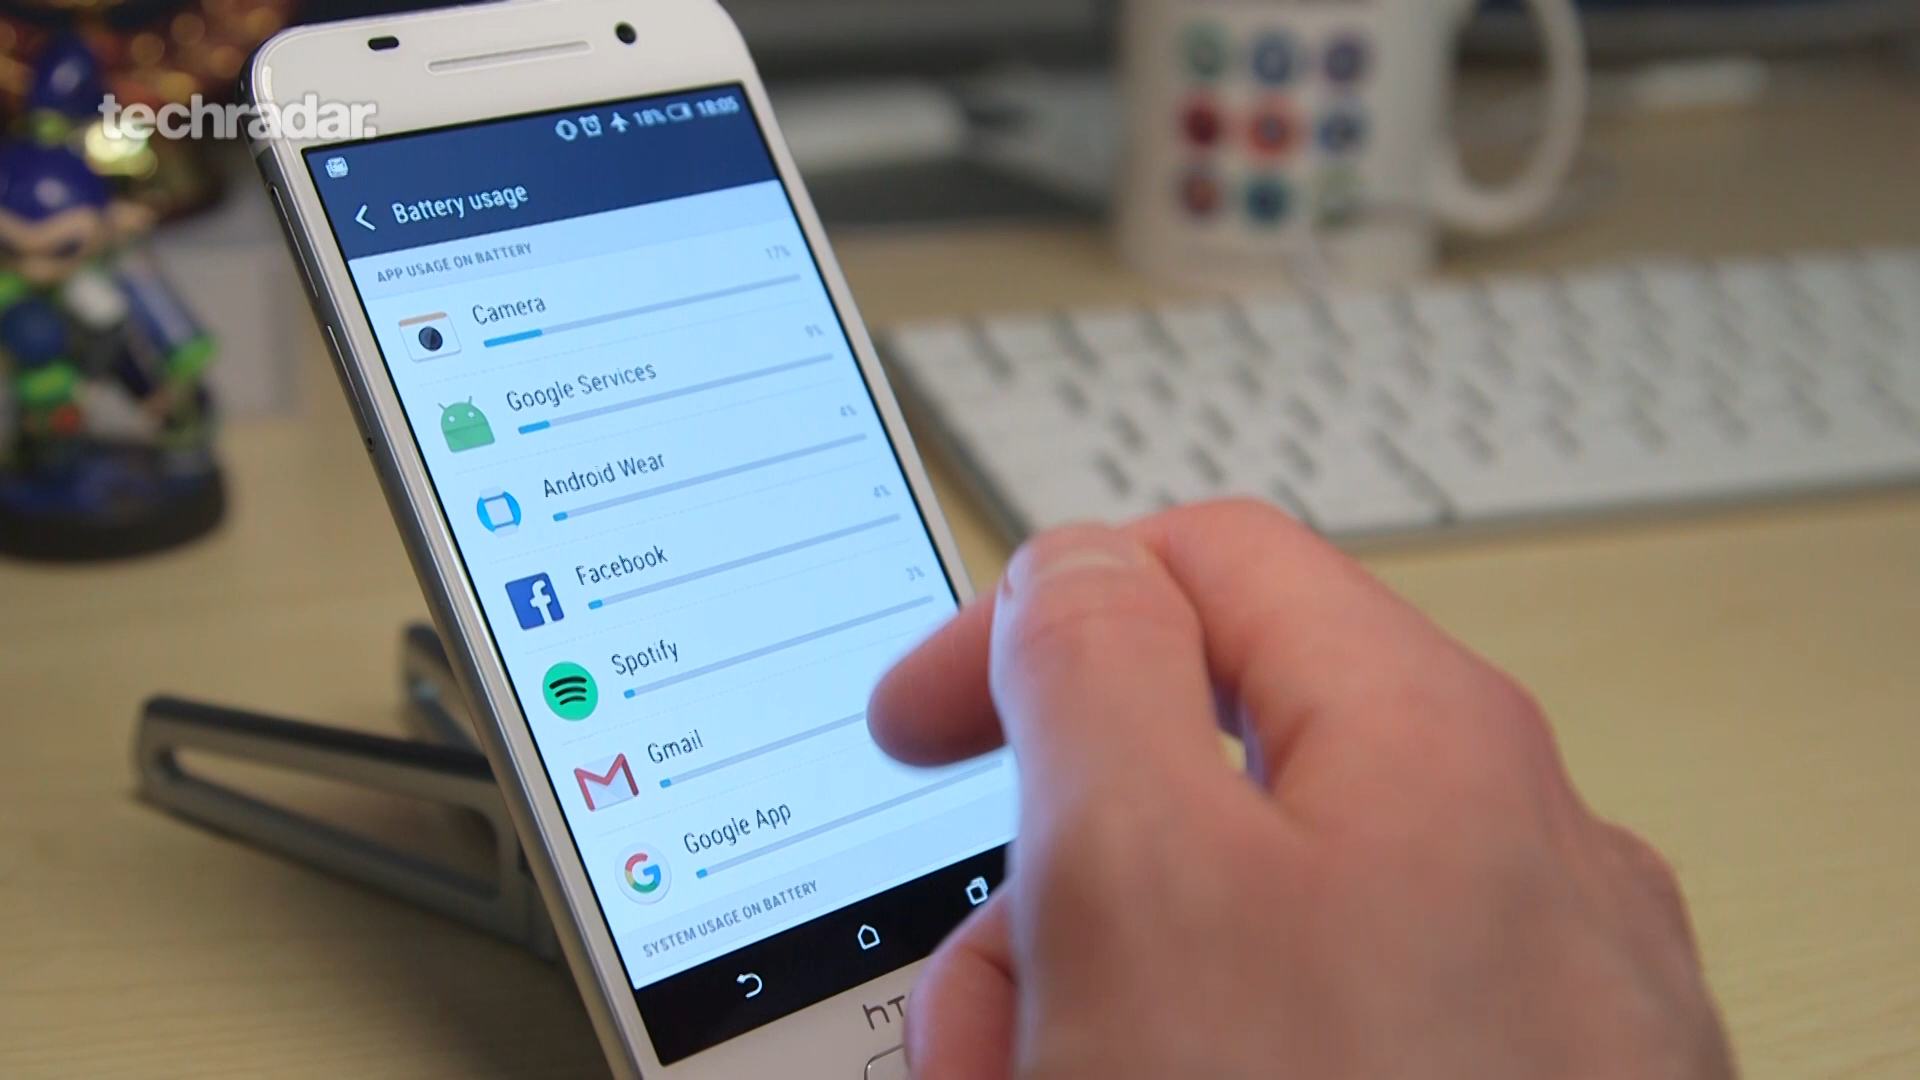 techradar.
18% 18:05
Battery usage
APP USAGE ON BATTERY
17%
Camera
9%
Google Services
4%
Android Wear
4%
Facebook
3%
Spotify
Gmail
Google App
SYSTEM USAGE ON BATTERY